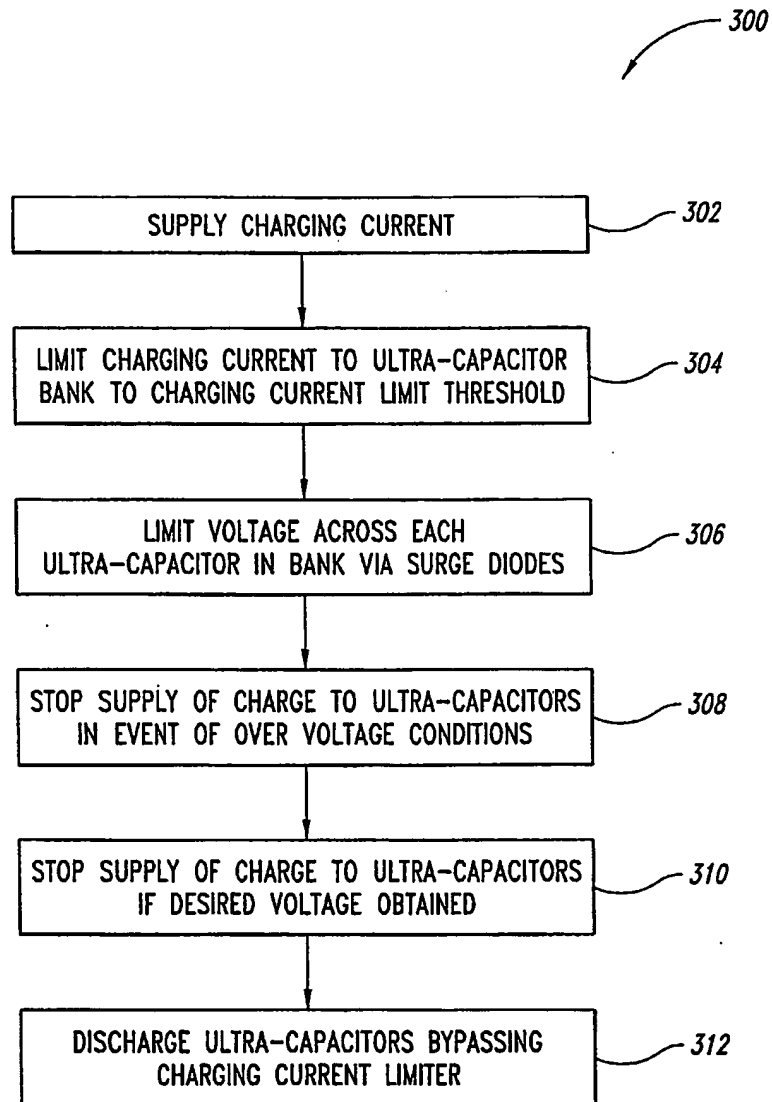 300
SUPPLY CHARGING CURRENT
302
LIMIT CHARGING CURRENT TO ULTRA-CAPACITOR
BANK TO CHARGING CURRENT LIMIT THRESHOLD
304
LIMIT VOLTAGE ACROSS EACH
ULTRA-CAPACITOR IN BANK VIA SURGE DIODES
306
STOP SUPPLY OF CHARGE TO ULTRA-CAPACITORS
IN EVENT OF OVER VOLTAGE CONDITIONS
308
STOP SUPPLY OF CHARGE TO ULTRA-CAPACITORS
IF DESIRED VOLTAGE OBTAINED
310
DISCHARGE ULTRA-CAPACITORS BYPASSING
CHARGING CURRENT LIMITER
312